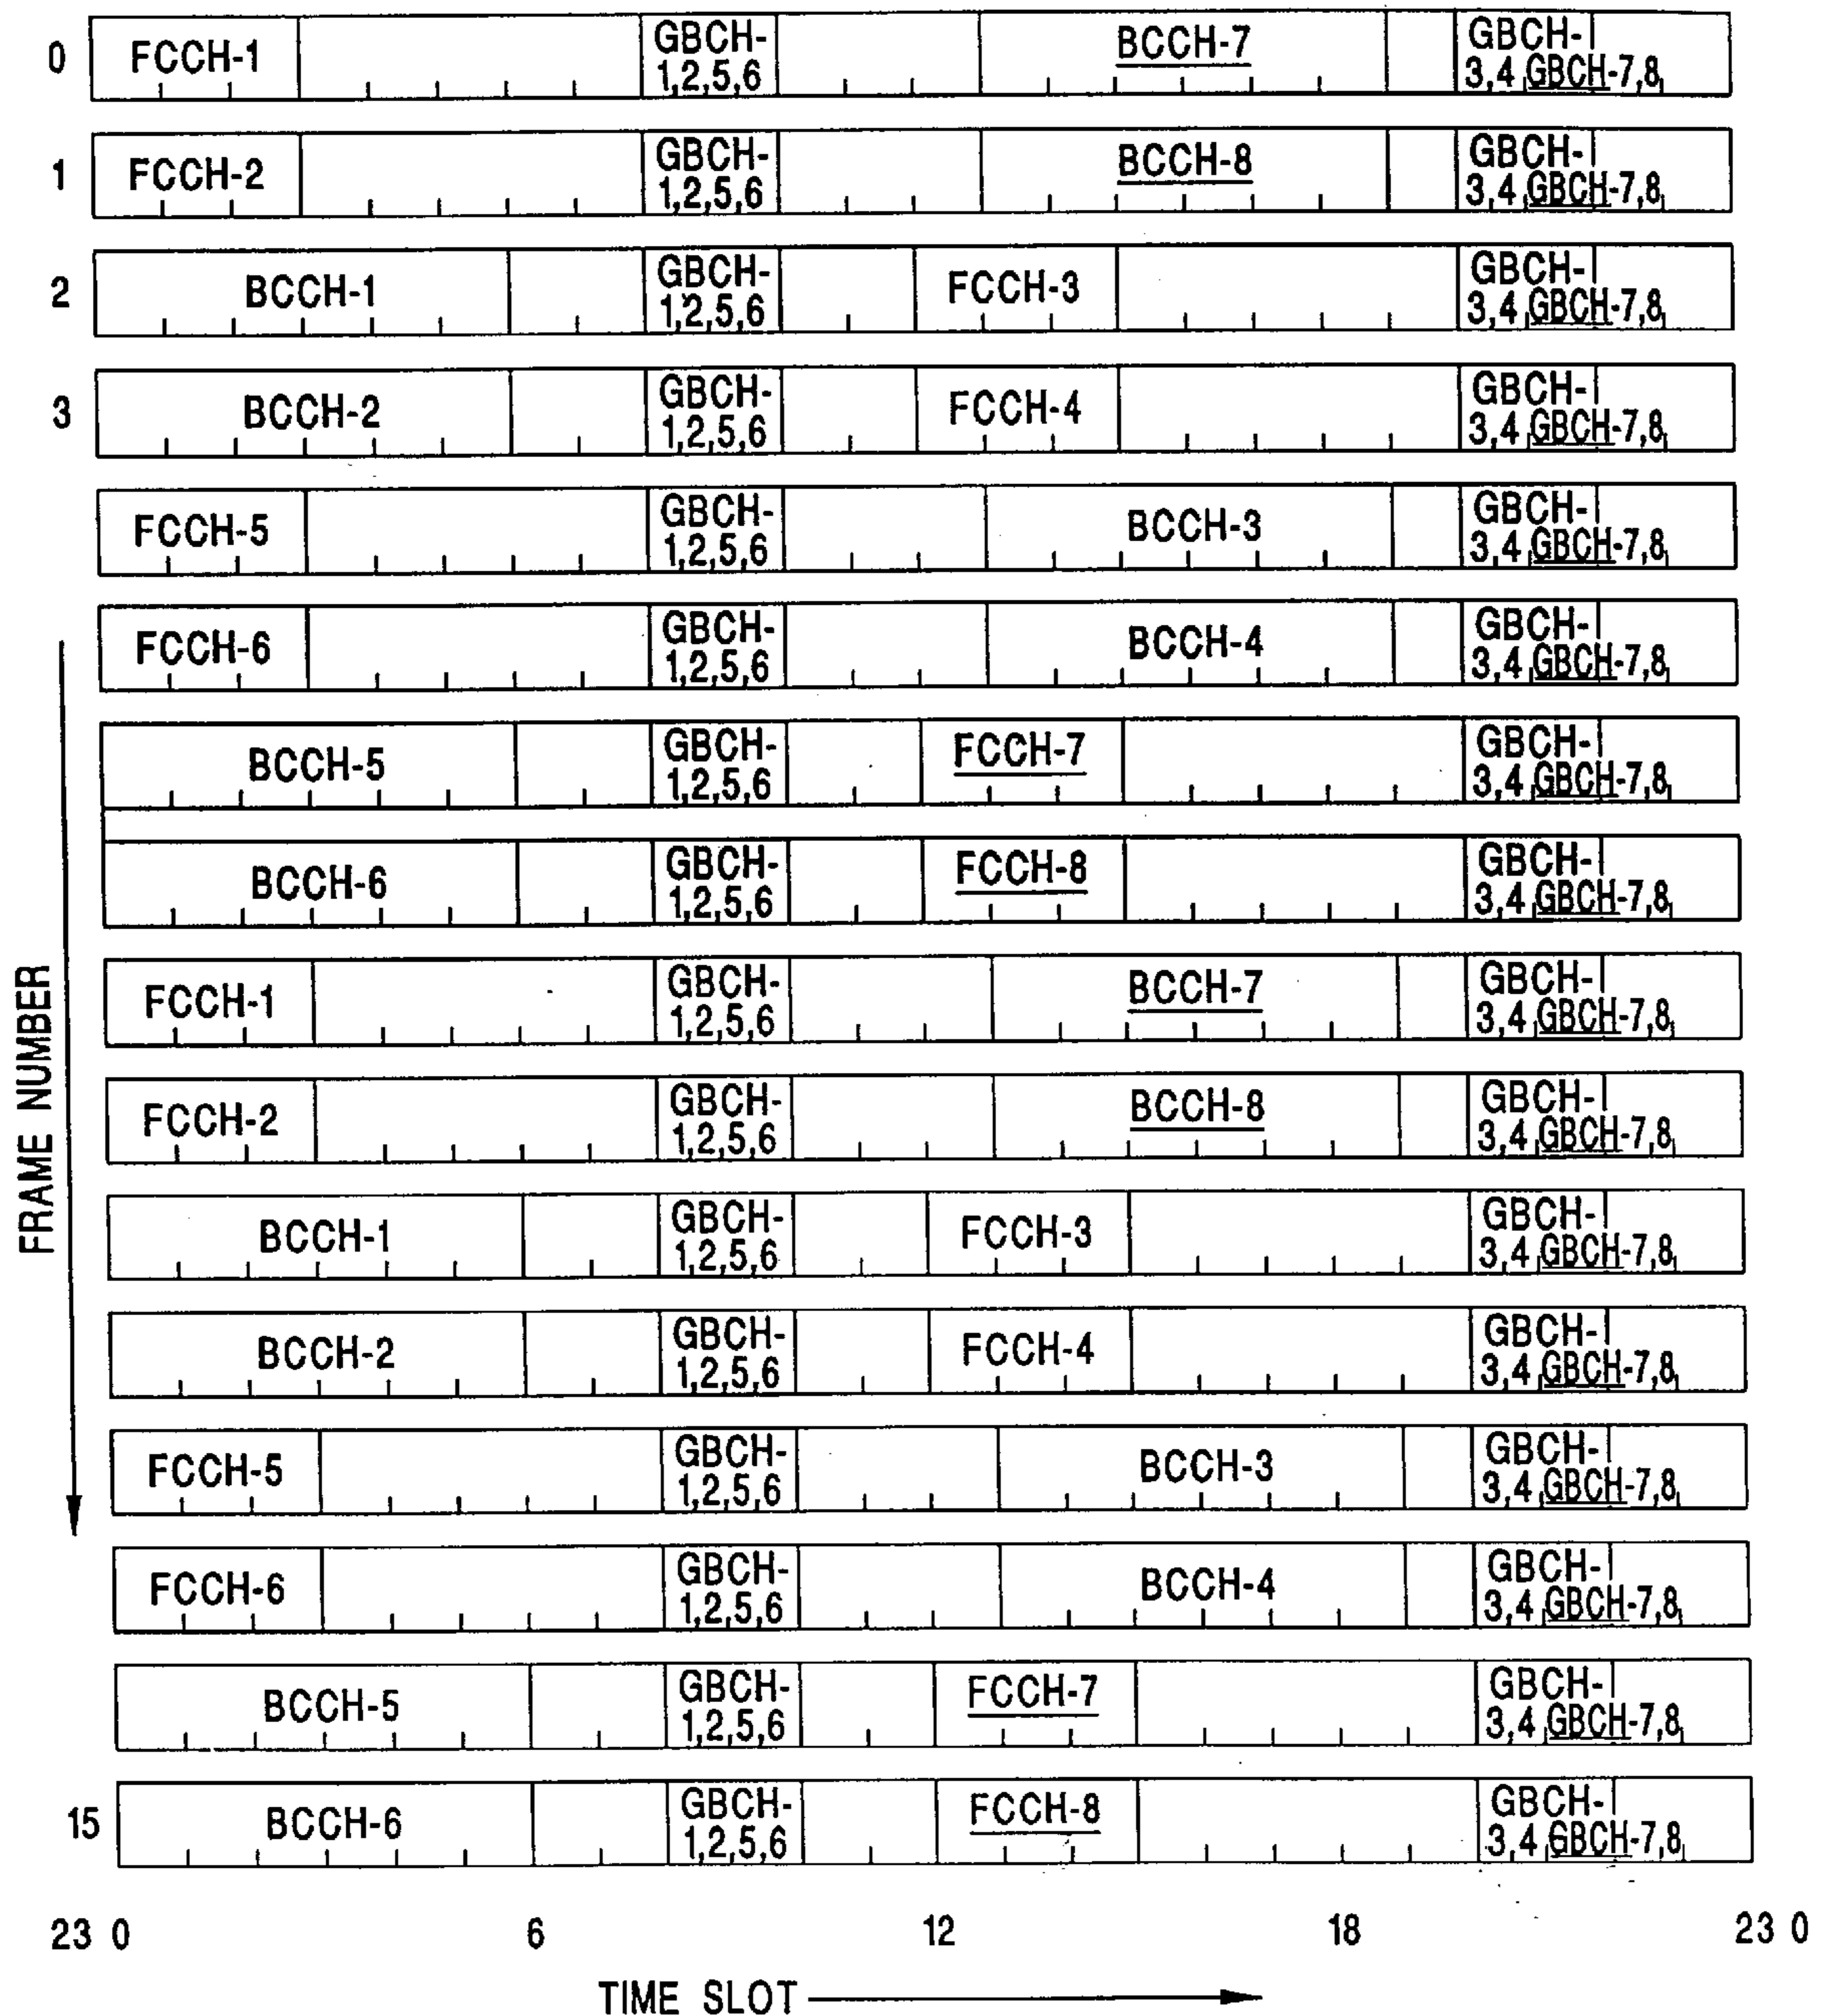 0 FCCH-1 GBCH- 1,2,5,6 BCCH-7 GBCH- 3,4 GBCH-7,8
1 FCCH-2 GBCH- 1,2,5,6 BCCH-8 GBCH- 3,4 GBCH-7,8
2 BCCH-1 GBCH- 1,2,5,6 FCCH-3 GBCH- 3,4 GBCH-7,8
3 BCCH-2 GBCH- 1,2,5,6 FCCH-4 GBCH- 3,4 GBCH-7,8
FCCH-5 GBCH- 1,2,5,6 BCCH-3 GBCH- 3,4 GBCH-7,8
FCCH-6 GBCH- 1,2,5,6 BCCH-4 GBCH- 3,4 GBCH-7,8
BCCH-5 GBCH- 1,2,5,6 FCCH-7 GBCH- 3,4 GBCH-7,8
BCCH-6 GBCH- 1,2,5,6 FCCH-8 GBCH- 3,4 GBCH-7,8
FCCH-1 GBCH- 1,2,5,6 BCCH-7 GBCH- 3,4 GBCH-7,8
FCCH-2 GBCH- 1,2,5,6 BCCH-8 GBCH- 3,4 GBCH-7,8
BCCH-1 GBCH- 1,2,5,6 FCCH-3 GBCH- 3,4 GBCH-7,8
BCCH-2 GBCH- 1,2,5,6 FCCH-4 GBCH- 3,4 GBCH-7,8
FCCH-5 GBCH- 1,2,5,6 BCCH-3 GBCH- 3,4 GBCH-7,8
FCCH-6 GBCH- 1,2,5,6 BCCH-4 GBCH- 3,4 GBCH-7,8
BCCH-5 GBCH- 1,2,5,6 FCCH-7 GBCH- 3,4 GBCH-7,8
15 BCCH-6 GBCH- 1,2,5,6 FCCH-8 GBCH- 3,4 GBCH-7,8
FRAME NUMBER
23 0 6 12 18 23 0
TIME SLOT